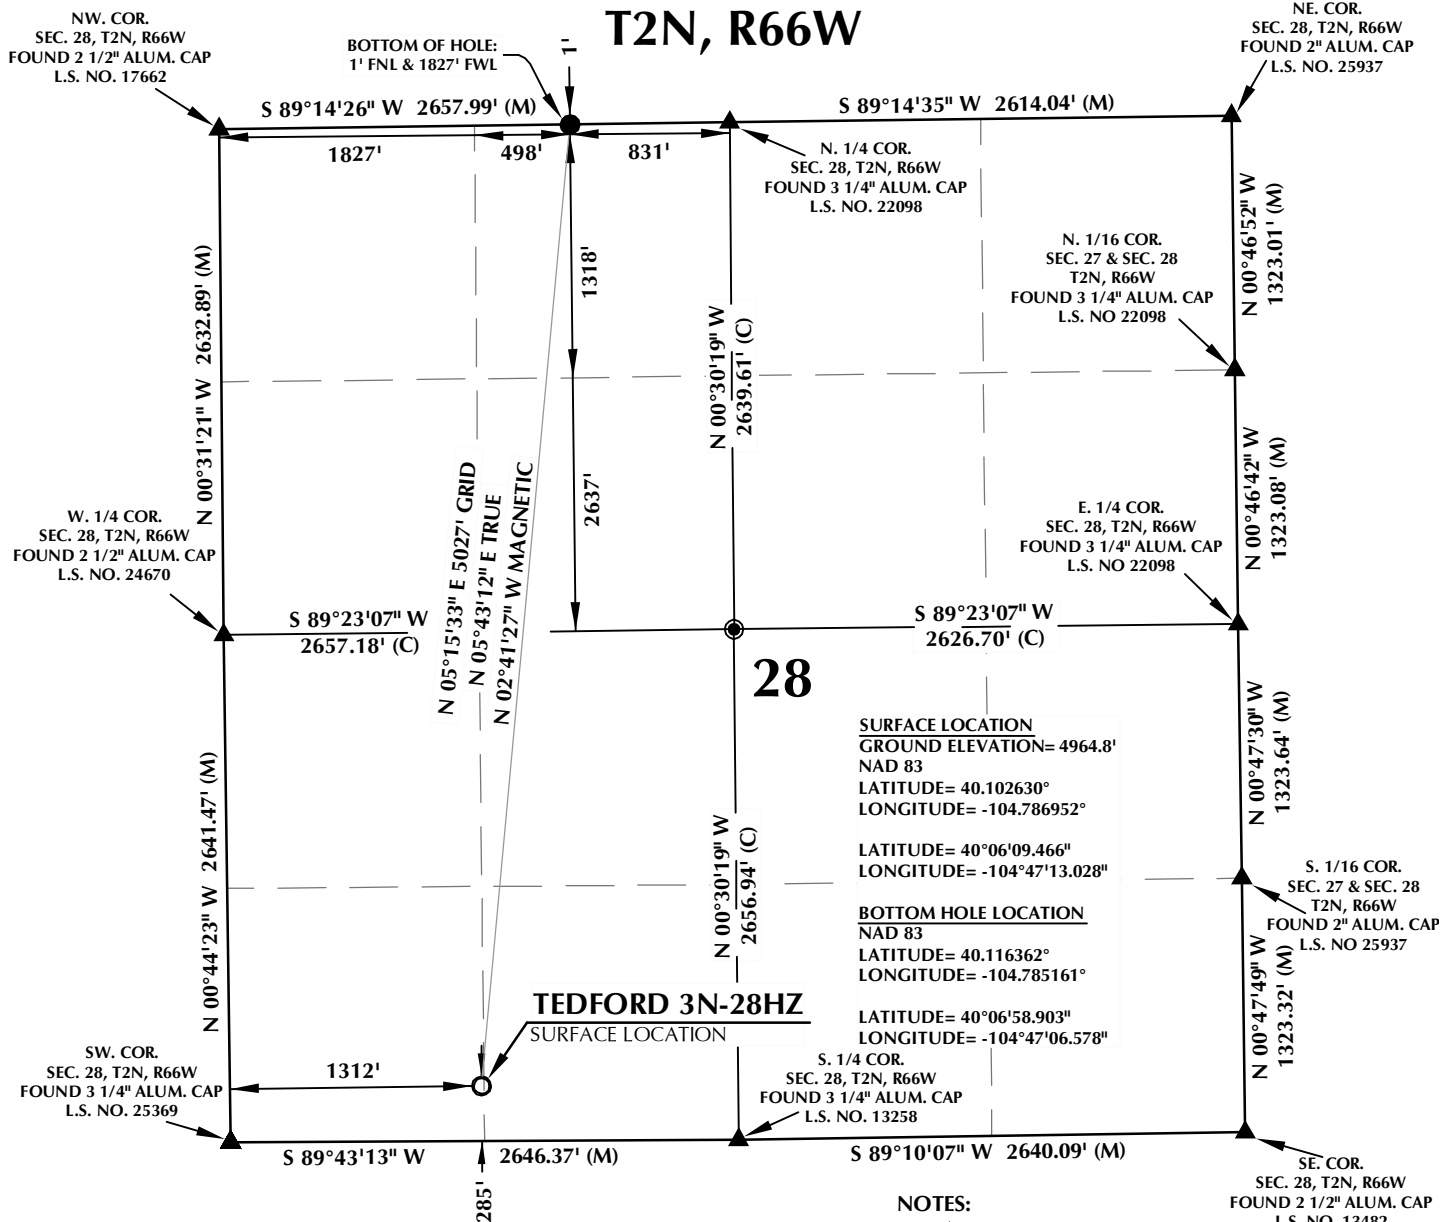 T2N, R66W
NW. COR.
SEC. 28, T2N, R66W
FOUND 2 1/2" ALUM. CAP
L.S. NO. 17662
BOTTOM OF HOLE:
1' FNL & 1827' FWL
1'
NE. COR.
SEC. 28, T2N, R66W
FOUND 2" ALUM. CAP
L.S. NO. 25937
S 89°14'26" W 2657.99' (M)
S 89°14'35" W 2614.04' (M)
1827'
498'
831'
N. 1/4 COR.
SEC. 28, T2N, R66W
FOUND 3 1/4" ALUM. CAP
L.S. NO. 22098
N 00°46'52" W
1323.01' (M)
N. 1/16 COR.
SEC. 27 & SEC. 28
T2N, R66W
FOUND 3 1/4" ALUM. CAP
L.S. NO 22098
1318'
N 00°31'21" W 2632.89' (M)
N 00°30'19" W
2639.61' (C)
2637'
N 05°15'33" E 5027' GRID
N 05°43'12" E TRUE
N 02°41'27" W MAGNETIC
N 00°46'42" W
1323.08' (M)
W. 1/4 COR.
SEC. 28, T2N, R66W
FOUND 2 1/2" ALUM. CAP
L.S. NO. 24670
E. 1/4 COR.
SEC. 28, T2N, R66W
FOUND 3 1/4" ALUM. CAP
L.S. NO 22098
S 89°23'07" W
2657.18' (C)
S 89°23'07" W
2626.70' (C)
28
SURFACE LOCATION
GROUND ELEVATION= 4964.8'
NAD 83
LATITUDE= 40.102630°
LONGITUDE= -104.786952°
LATITUDE= 40°06'09.466"
LONGITUDE= -104°47'13.028"
BOTTOM HOLE LOCATION
NAD 83
LATITUDE= 40.116362°
LONGITUDE= -104.785161°
LATITUDE= 40°06'58.903"
LONGITUDE= -104°47'06.578"
N 00°47'30" W
1323.64' (M)
N 00°44'23" W 2641.47' (M)
N 00°30'19" W
2656.94' (C)
S. 1/16 COR.
SEC. 27 & SEC. 28
T2N, R66W
FOUND 2" ALUM. CAP
L.S. NO 25937
N 00°47'49" W
1323.32' (M)
TEDFORD 3N-28HZ
SURFACE LOCATION
SW. COR.
SEC. 28, T2N, R66W
FOUND 3 1/4" ALUM. CAP
L.S. NO. 25369
1312'
S. 1/4 COR.
SEC. 28, T2N, R66W
FOUND 3 1/4" ALUM. CAP
L.S. NO. 13258
S 89°43'13" W 2646.37' (M)
S 89°10'07" W 2640.09' (M)
285'
SE. COR.
SEC. 28, T2N, R66W
FOUND 2 1/2" ALUM. CAP
L.S. NO. 13482
NOTES: